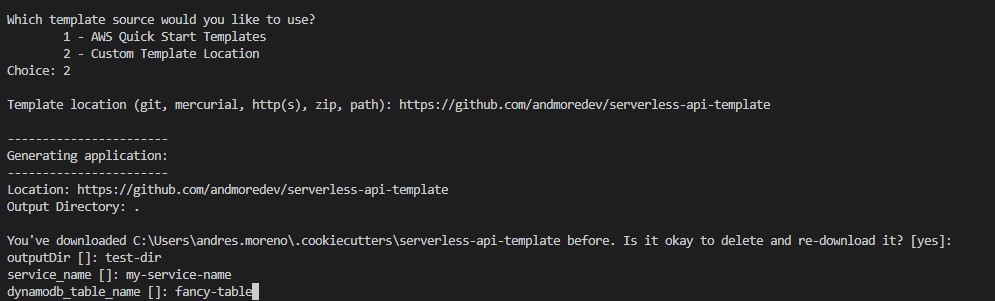 Which template source would you like to use?
1 - AWS Quick Start Templates
2 - Custom Template Location
Choice: 2
Template location (git, mercurial, http(s), zip, path): https://github.com/andmoredev/serverless-api-template
-----------------------
Generating application:
-----------------------
Location: https://github.com/andmoredev/serverless-api-template
Output Directory: .
You've downloaded C:\Users\andres.moreno\.cookiecutters\serverless-api-template before. Is it okay to delete and re-download it? [yes]:
outputDir []: test-dir
service_name []: my-service-name
dynamodb_table_name []: fancy-table